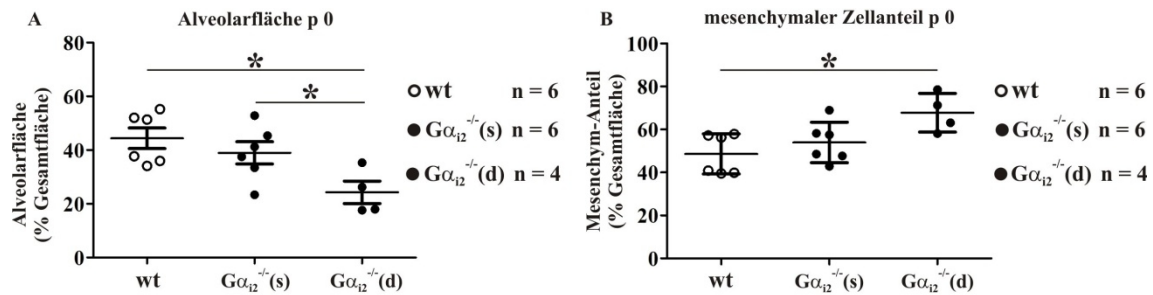 A
Alveolarfläche p 0
Alveolarfläche
(% Gesamtfläche)
80
60
40
20
0
*
*
wt
Gαi2-/-(s)
Gαi2-/-(d)
wt n = 6
Gαi2-/-(s) n = 6
Gαi2-/-(d) n = 4
B
mesenchymaler Zellanteil p 0
Mesenchym-Anteil
(% Gesamtfläche)
100
80
60
40
20
0
*
wt
Gαi2-/-(s)
Gαi2-/-(d)
wt n = 6
Gαi2-/-(s) n = 6
Gαi2-/-(d) n = 4